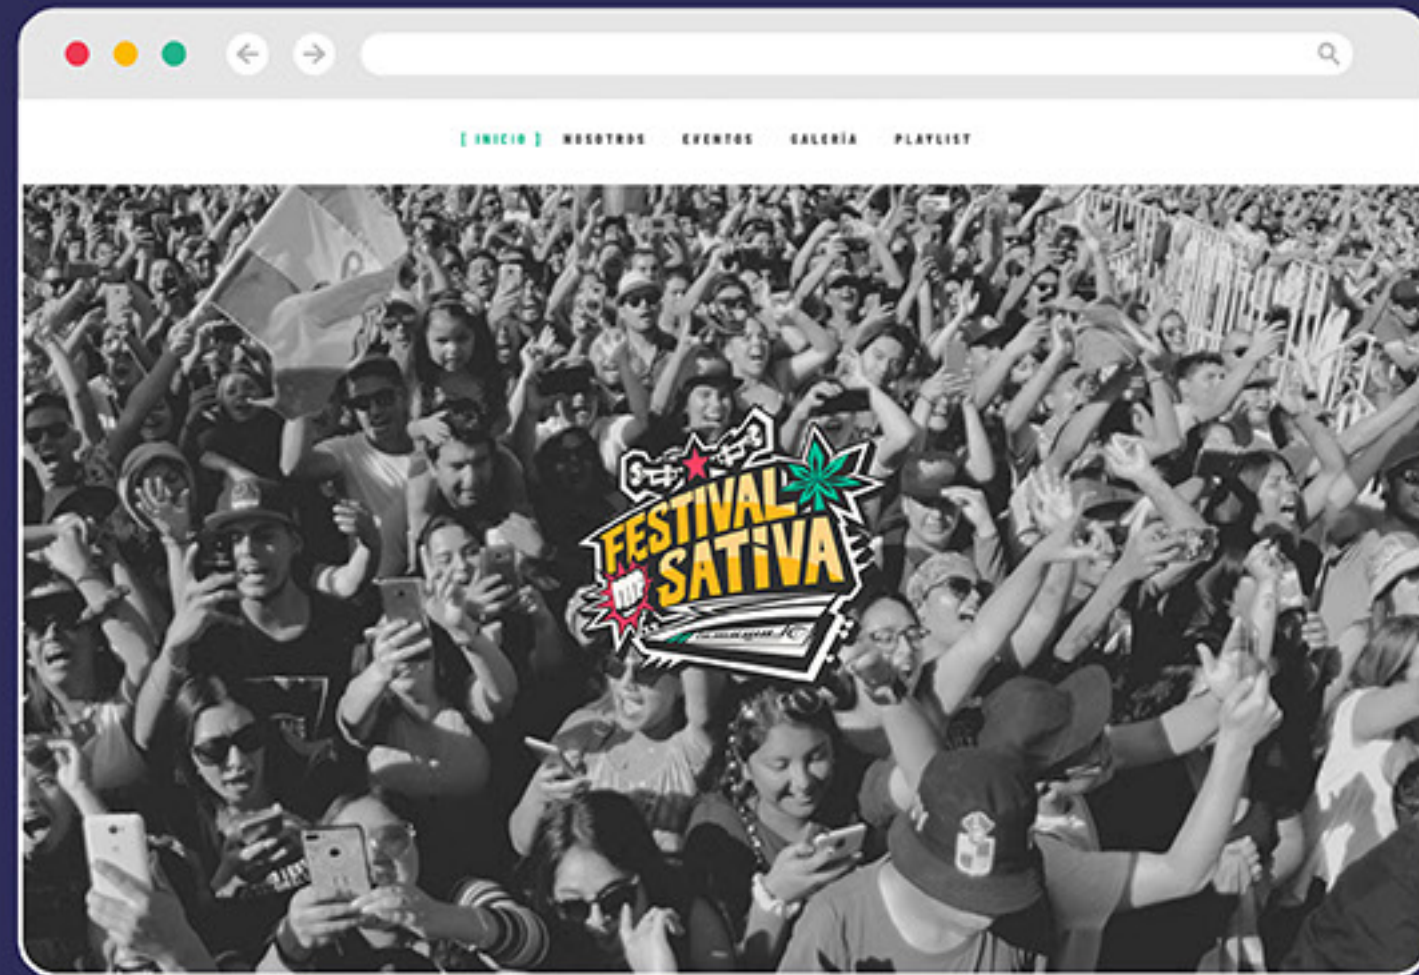 [ INICIO ] NOSOTROS EVENTOS GALERÍA PLAYLIST
FESTIVAL
SATIVA